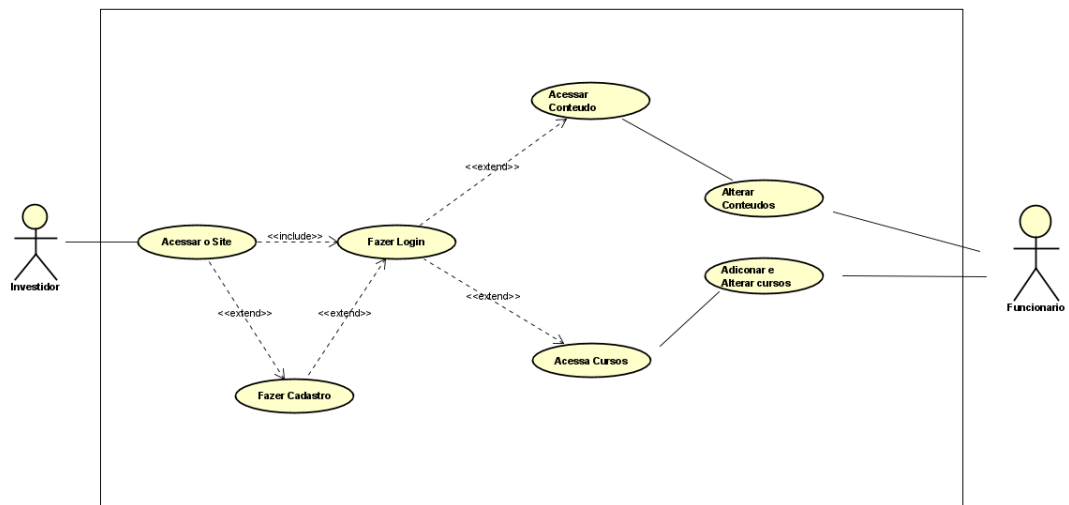 Acessar
Conteudo
<<extend>>
Alterar
Conteudos
Acessar o Site
<<include>>
Fazer Login
Adiconar e
Alterar cursos
Investidor
<<extend>>
Funcionario
<<extend>>
<<extend>>
Acessa Cursos
Fazer Cadastro